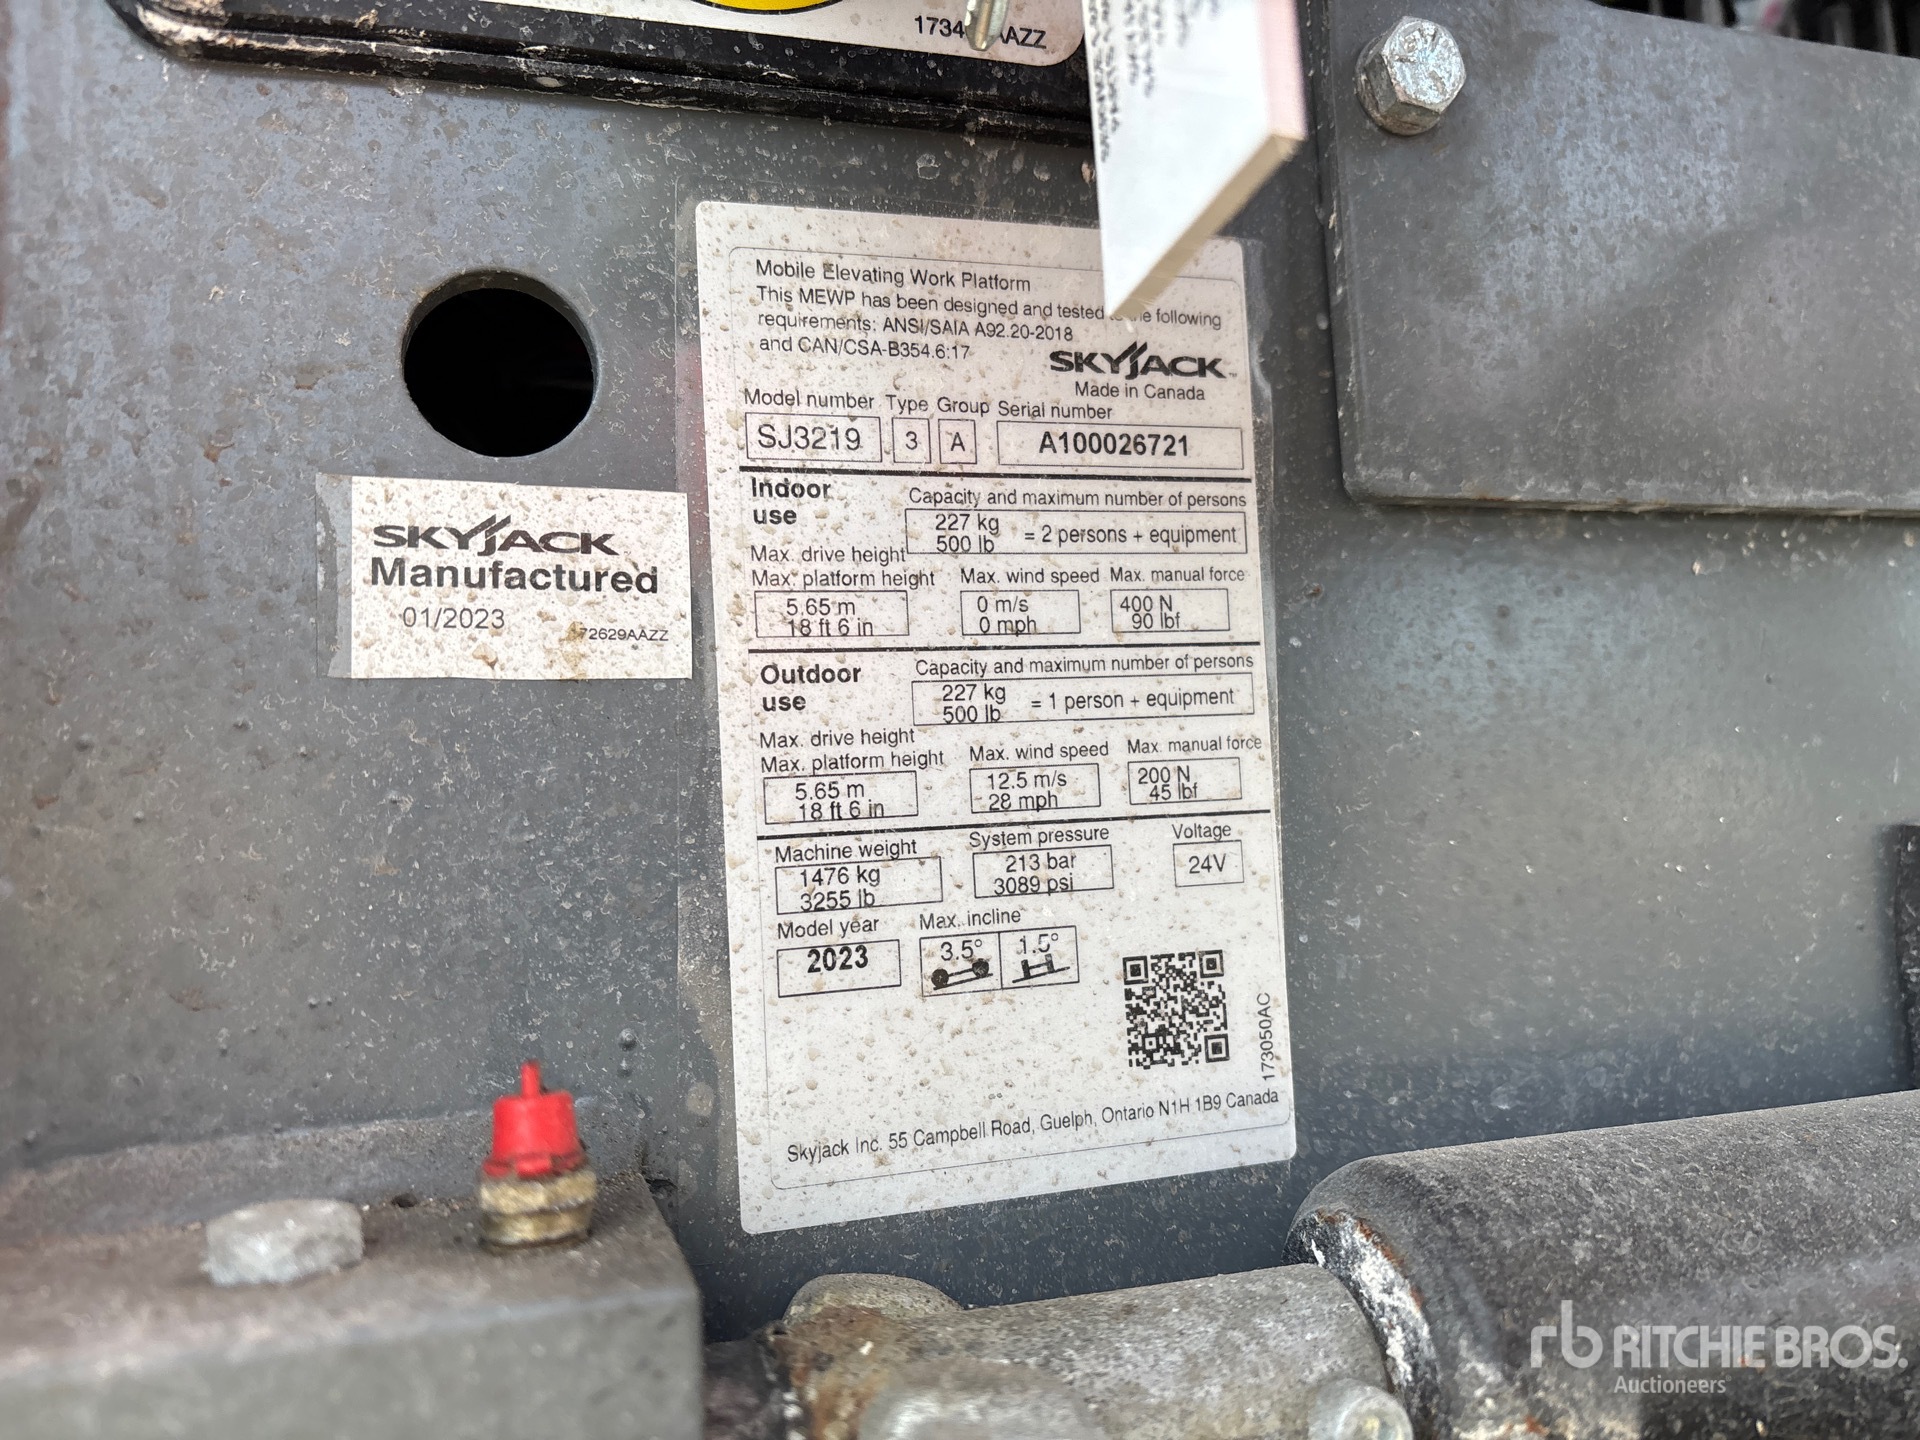 AAZZ
Mobile Elevating Work Platform
This MEWP has been designed and tested following
requirements: ANSI/SAIA A92.20-2018
and CAN/CSA-B354.6:17
SKYJACK
Made in Canada
Model number Type Group Serial number
SJ3219 3 A A100026721
Indoor use
Capacity and maximum number of persons
227 kg
500 lb
= 2 persons + equipment
Max. drive height
Max. platform height Max. wind speed Max. manual force
5.65 m 0 m/s 400 N
18 ft 6 in 0 mph 90 lbf
Outdoor use
Capacity and maximum number of persons
227 kg
500 lb
= 1 person + equipment
Max. drive height
Max. platform height Max. wind speed Max. manual force
5.65 m 12.5 m/s 200 N
18 ft 6 in 28 mph 45 lbf
Machine weight System pressure Voltage
1476 kg 213 bar 24V
3255 lb 3089 psi
Model year Max. incline
2023 3.5° 1.5°
173050AC
Skyjack Inc. 55 Campbell Road, Guelph, Ontario N1H 1B9 Canada
SKYJACK
Manufactured
01/2023
72629AAZZ
rb RITCHIE BROS.
Auctioneers